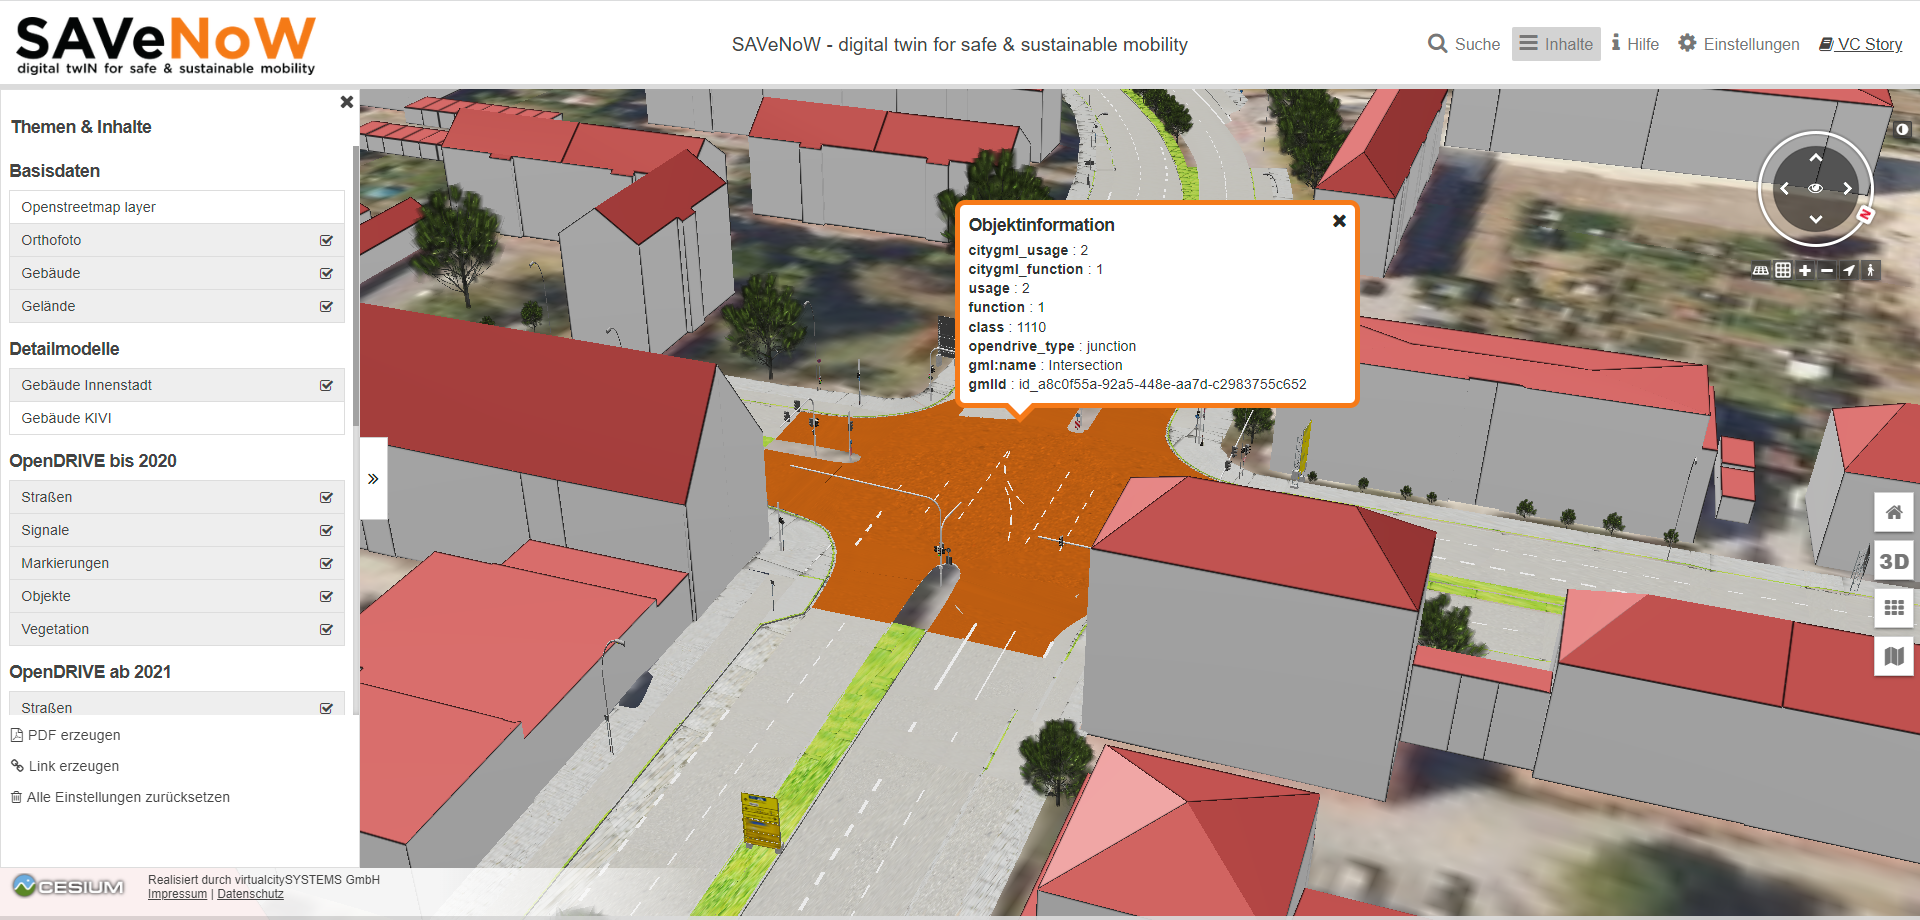 SAVeNoW
digital twIN for safe & sustainable mobility
SAVeNoW - digital twin for safe & sustainable mobility
Suche
Inhalte
Hilfe
Einstellungen
VC Story
Themen & Inhalte
Basisdaten
Openstreetmap layer
Orthofoto
Gebäude
Gelände
Detailmodelle
Gebäude Innenstadt
Gebäude KIVI
OpenDRIVE bis 2020
Straßen
Signale
Markierungen
Objekte
Vegetation
OpenDRIVE ab 2021
Straßen
PDF erzeugen
Link erzeugen
Alle Einstellungen zurücksetzen
Objektinformation
citygml_usage : 2
citygml_function : 1
usage : 2
function : 1
class : 1110
opendrive_type : junction
gml:name : Intersection
gmlId : id_a8c0f55a-92a5-448e-aa7d-c2983755c652
N
3D
CESIUM
Realisiert durch virtualcitySYSTEMS GmbH
Impressum | Datenschutz